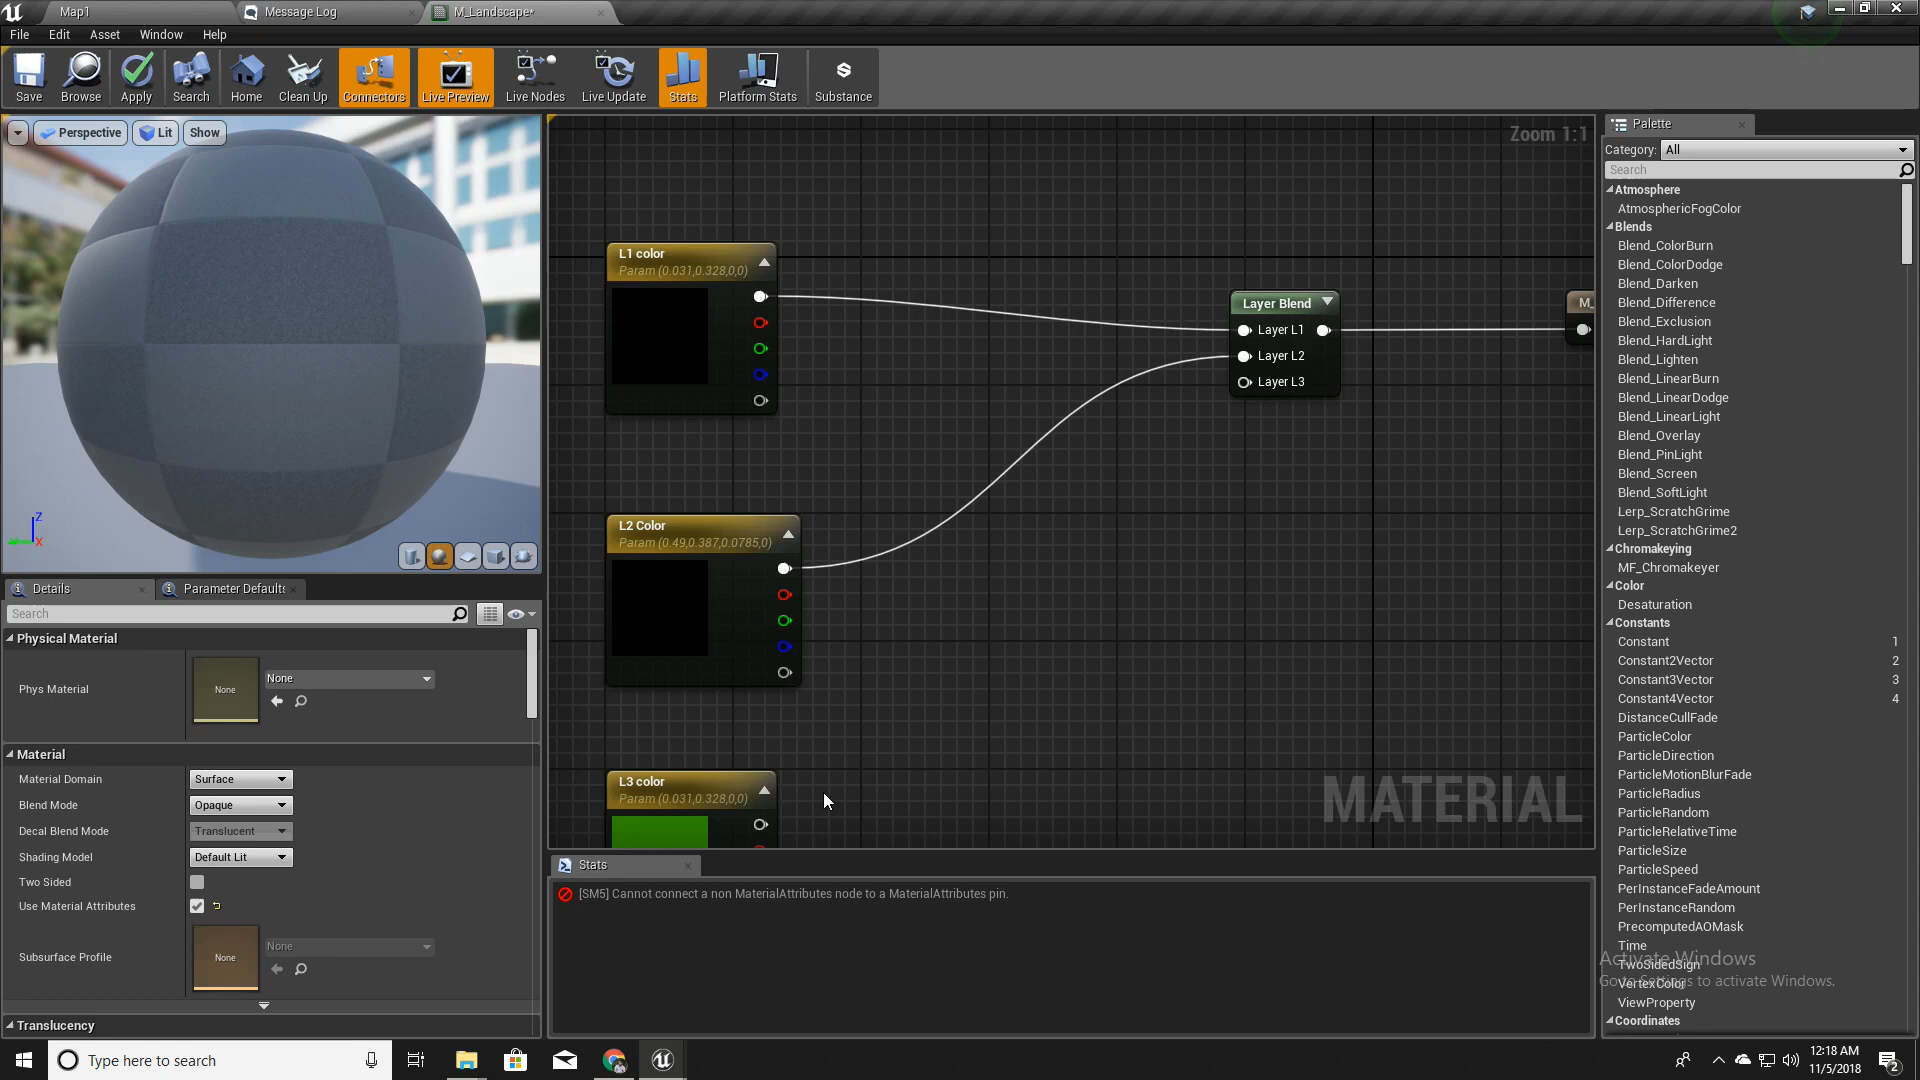 Map1
Message Log
M_Landscape*
File
Edit
Asset
Window
Help
Save
Browse
Apply
Search
Home
Clean Up
Connectors
Live Preview
Live Nodes
Live Update
Stats
Platform Stats
Substance
Perspective
Lit
Show
Z
X
Details
Parameter Defaults
Search
Physical Material
Phys Material
None
None
Material
Material Domain
Surface
Blend Mode
Opaque
Decal Blend Mode
Translucent
Shading Model
Default Lit
Two Sided
Use Material Attributes
Subsurface Profile
None
None
Translucency
Zoom 1:1
L1 color
Param (0.031,0.328,0,0)
Layer Blend
Layer L1
Layer L2
Layer L3
M_
L2 Color
Param (0.49,0.387,0.0785,0)
L3 color
Param (0.031,0.328,0,0)
MATERIAL
Stats
[SM5] Cannot connect a non MaterialAttributes node to a MaterialAttributes pin.
Palette
Category: All
Search
Atmosphere
AtmosphericFogColor
Blends
Blend_ColorBurn
Blend_ColorDodge
Blend_Darken
Blend_Difference
Blend_Exclusion
Blend_HardLight
Blend_Lighten
Blend_LinearBurn
Blend_LinearDodge
Blend_LinearLight
Blend_Overlay
Blend_PinLight
Blend_Screen
Blend_SoftLight
Lerp_ScratchGrime
Lerp_ScratchGrime2
Chromakeying
MF_Chromakeyer
Color
Desaturation
Constants
Constant 1
Constant2Vector 2
Constant3Vector 3
Constant4Vector 4
DistanceCullFade
ParticleColor
ParticleDirection
ParticleMotionBlurFade
ParticleRadius
ParticleRandom
ParticleRelativeTime
ParticleSize
ParticleSpeed
PerInstanceFadeAmount
PerInstanceRandom
PrecomputedAOMask
Time
TwoSidedSign
VertexColor
ViewProperty
Coordinates
Activate Windows
Go to Settings to activate Windows.
Type here to search
12:18 AM
11/5/2018
2